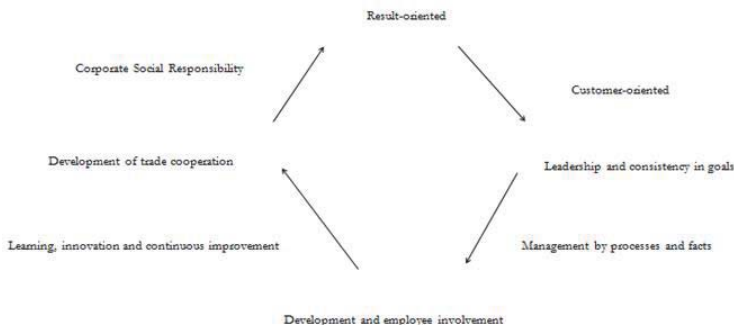 Result-oriented
Corporate Social Responsibility
Customer-oriented
Development of trade cooperation
Leadership and consistency in goals
Learning, innovation and continuous improvement
Management by processes and facts
Development and employee involvement